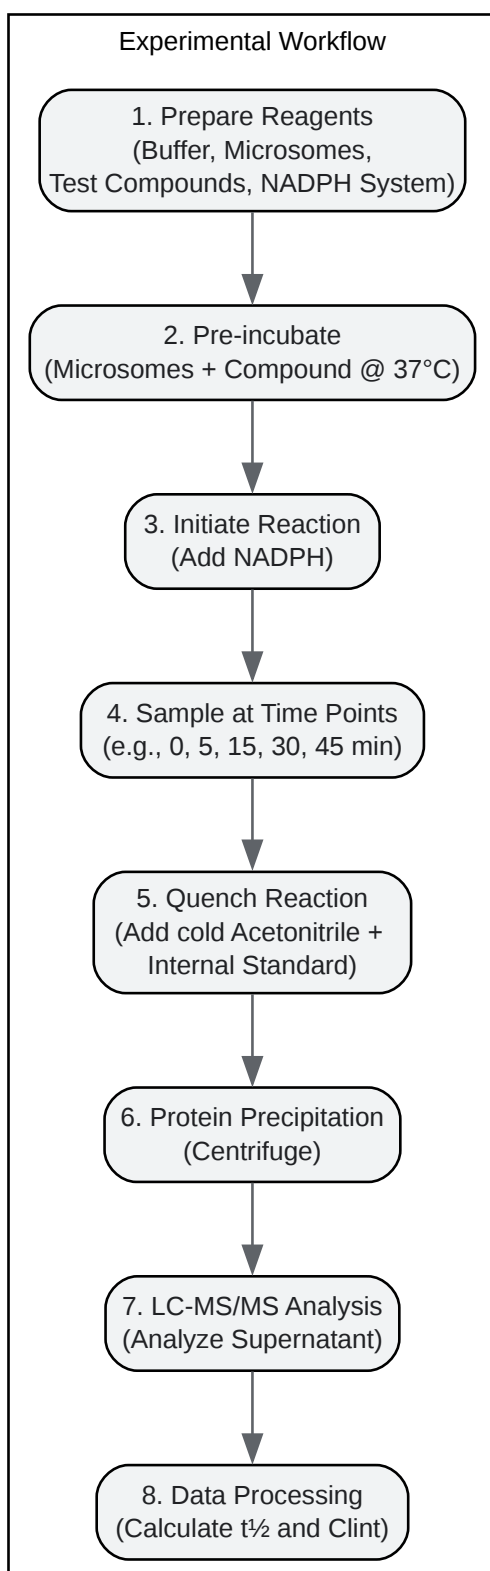 Experimental Workflow
1. Prepare Reagents
(Buffer, Microsomes,
Test Compounds, NADPH System)
2. Pre-incubate
(Microsomes + Compound @ 37°C)
3. Initiate Reaction
(Add NADPH)
4. Sample at Time Points
(e.g., 0, 5, 15, 30, 45 min)
5. Quench Reaction
(Add cold Acetonitrile +
Internal Standard)
6. Protein Precipitation
(Centrifuge)
7. LC-MS/MS Analysis
(Analyze Supernatant)
8. Data Processing
(Calculate t½ and Clint)